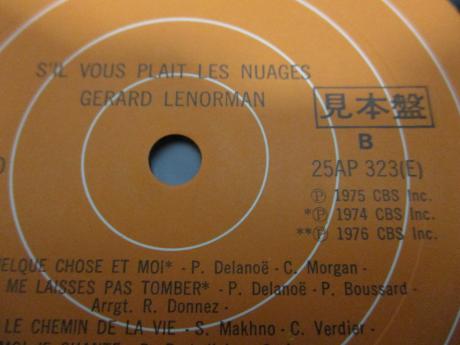 S'IL VOUS PLAIT LES NUAGES
GERARD LENORMAN
見本盤
B
25AP 323(E)
Ⓟ 1975 CBS Inc.
*Ⓟ 1974 CBS Inc.
**Ⓟ 1976 CBS Inc.
CHOSE ET MOI* - P. Delanoë - C. Morgan -
ME LAISSES PAS TOMBER* - P. Delanoë - P. Boussard -
Arrgt. R. Donnez -
LE CHEMIN DE LA VIE - S. Makhno - C. Verdier -